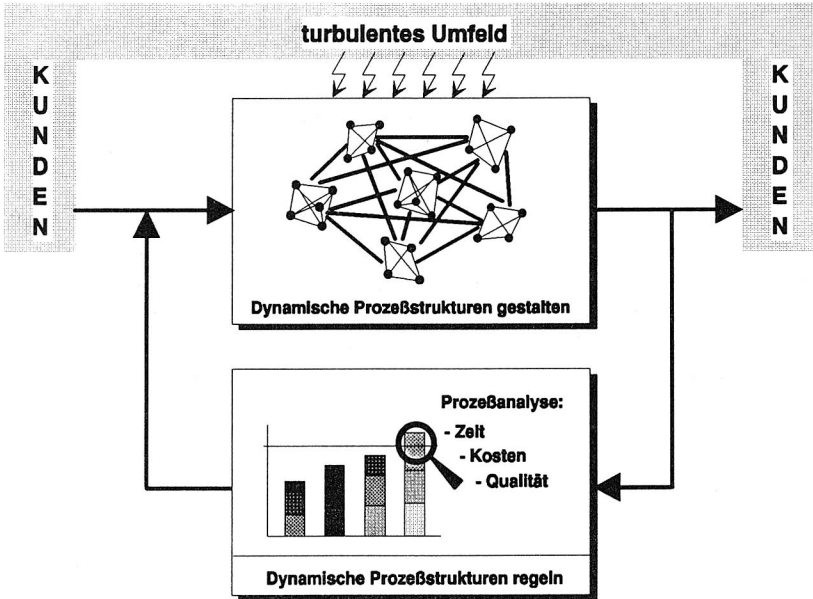 turbulentes Umfeld
KUNDEN
KUNDEN
Dynamische Prozeßstrukturen gestalten
Prozeßanalyse:
- Zeit
- Kosten
- Qualität
Dynamische Prozeßstrukturen regeln